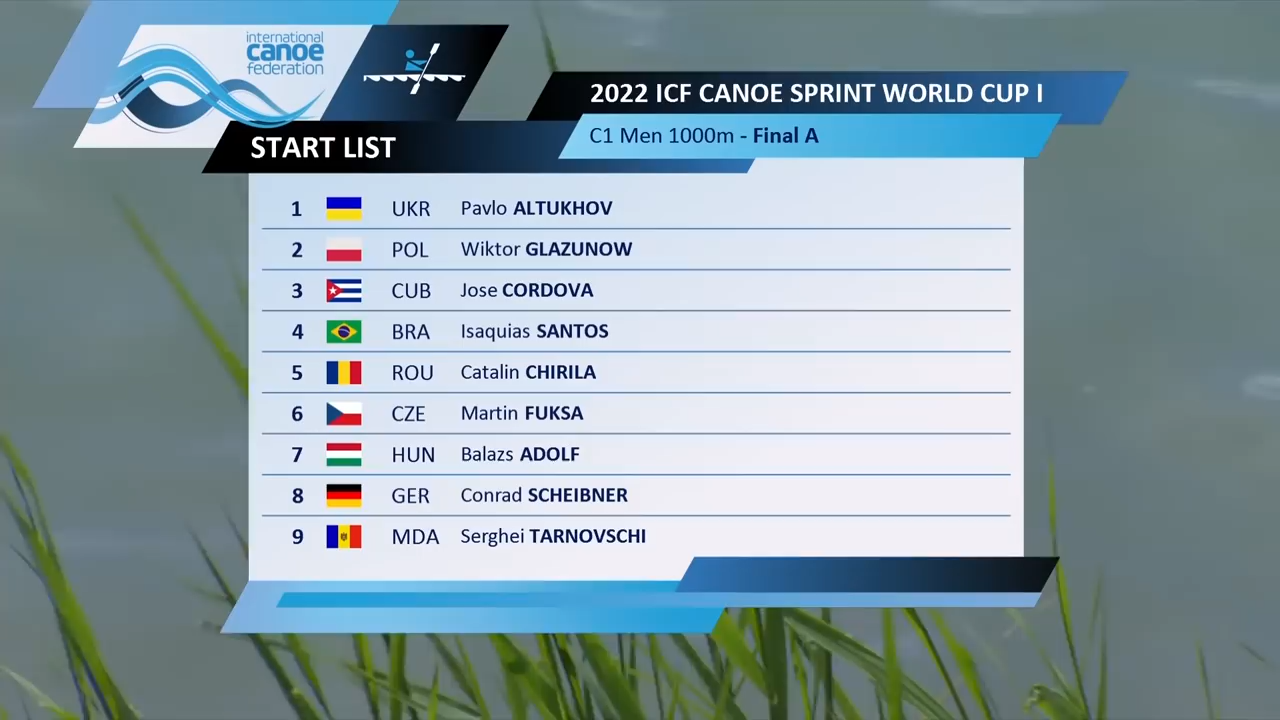 international
canoe
federation
2022 ICF CANOE SPRINT WORLD CUP I
C1 Men 1000m - Final A
START LIST
1 UKR Pavlo ALTUKHOV
2 POL Wiktor GLAZUNOW
3 CUB Jose CORDOVA
4 BRA Isaquias SANTOS
5 ROU Catalin CHIRILA
6 CZE Martin FUKSA
7 HUN Balazs ADOLF
8 GER Conrad SCHEIBNER
9 MDA Serghei TARNOVSCHI